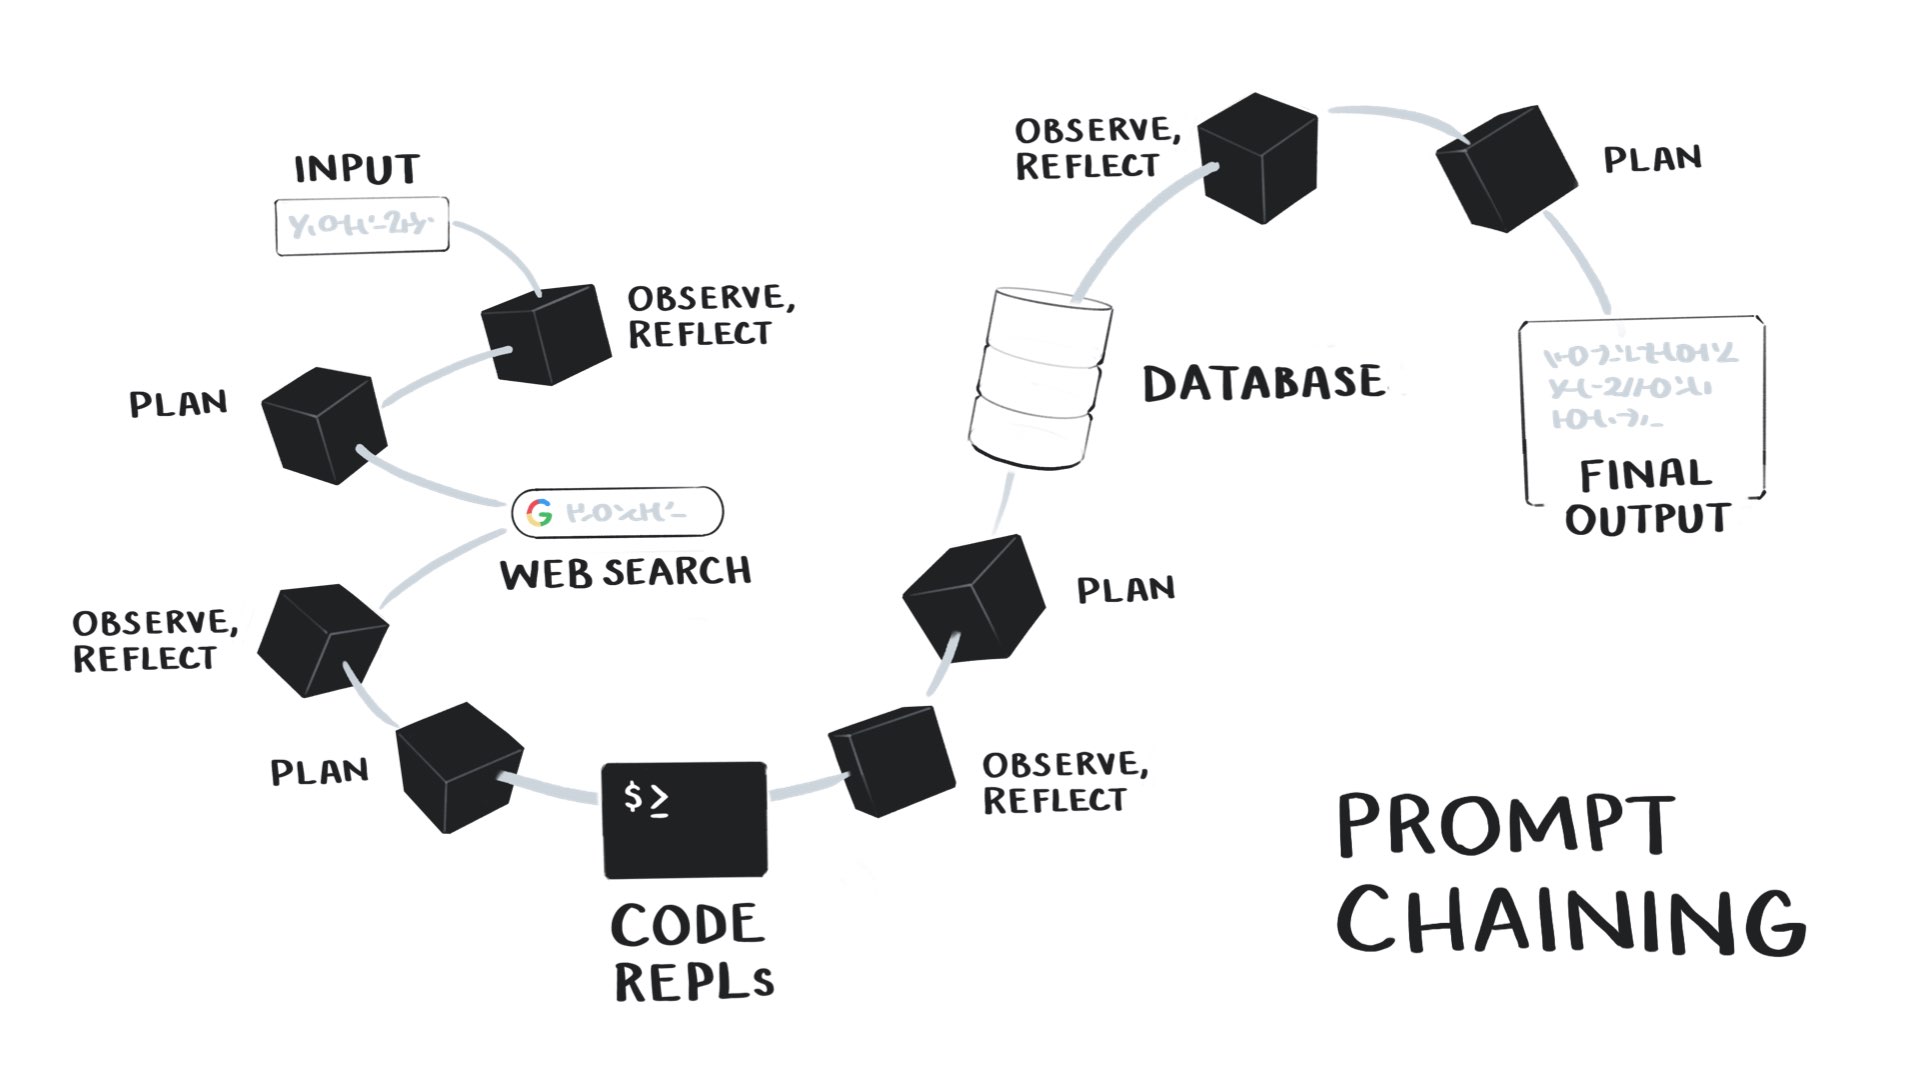 INPUT
OBSERVE,
REFLECT
PLAN
G
WEB SEARCH
OBSERVE,
REFLECT
PLAN
$>_
CODE
REPLs
OBSERVE,
REFLECT
PLAN
DATABASE
OBSERVE,
REFLECT
PLAN
FINAL
OUTPUT
PROMPT
CHAINING